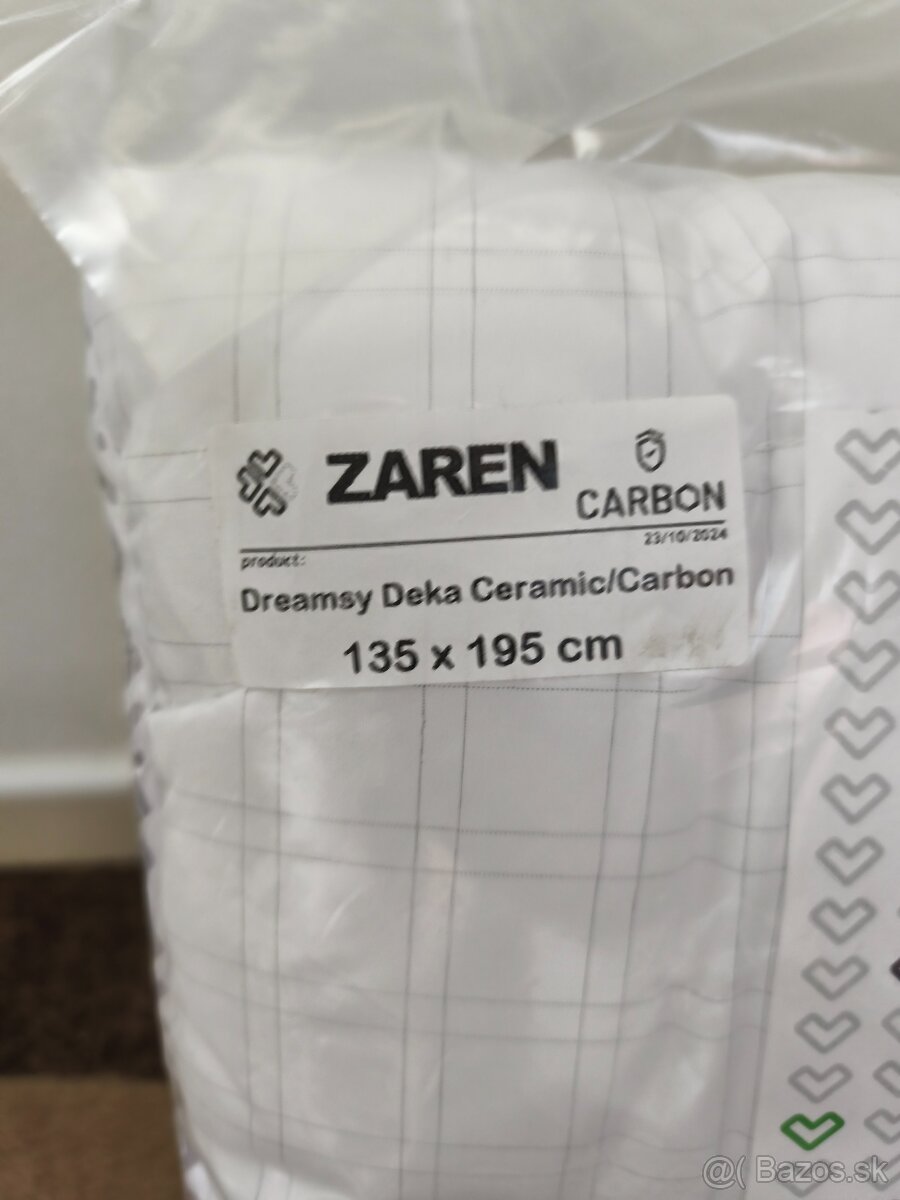 ZAREN
CARBON
23/10/2024
product:
Dreamsy Deka Ceramic/Carbon
135 x 195 cm
@( Bazos.sk